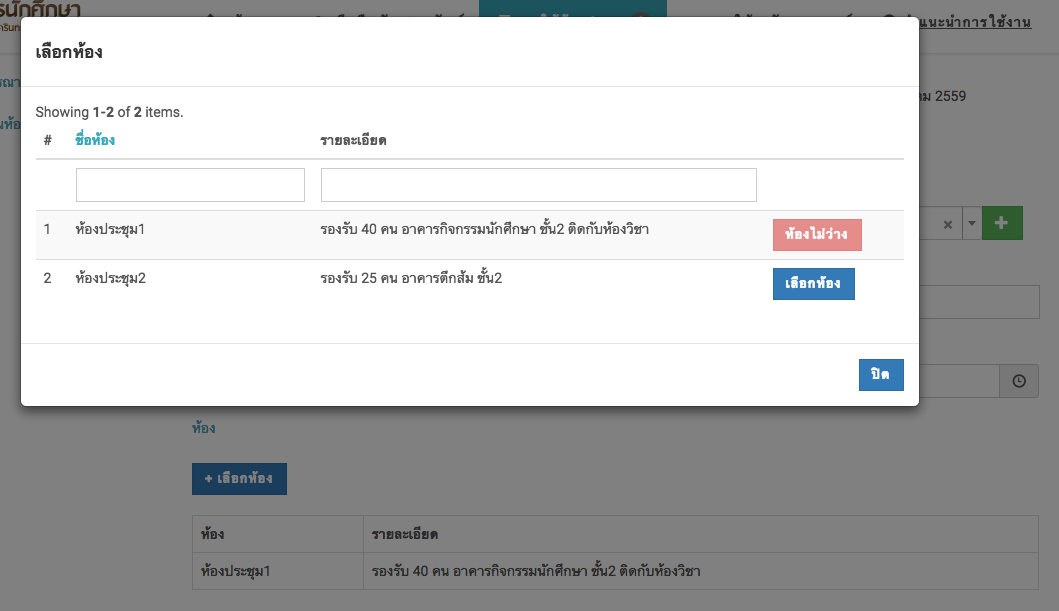 รนักศึกษา
แนะนำการใช้งาน
เลือกห้อง
Showing 1-2 of 2 items.
# ชื่อห้อง รายละเอียด
1 ห้องประชุม1 รองรับ 40 คน อาคารกิจกรรมนักศึกษา ชั้น2 ติดกับห้องวิชา ห้องไม่ว่าง
2 ห้องประชุม2 รองรับ 25 คน อาคารตึกส้ม ชั้น2 เลือกห้อง
ปิด
2559
ห้อง
+ เลือกห้อง
ห้อง รายละเอียด
ห้องประชุม1 รองรับ 40 คน อาคารกิจกรรมนักศึกษา ชั้น2 ติดกับห้องวิชา